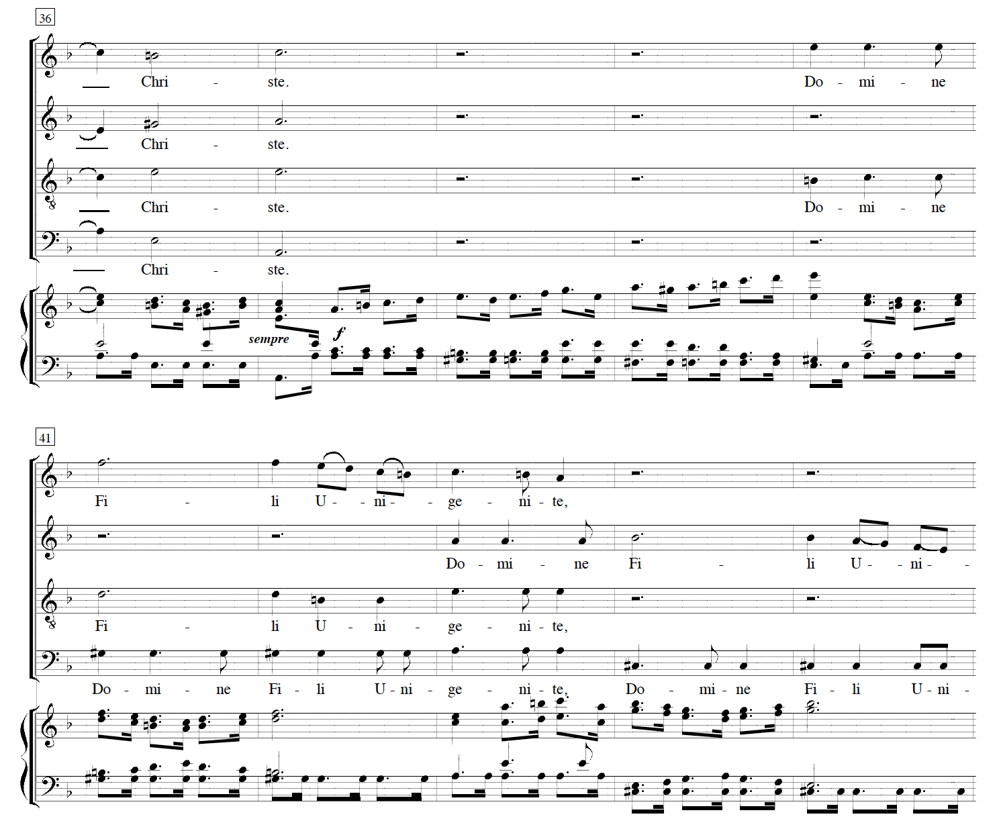 36
Chri - ste. Do - mi - ne
Chri - ste.
Chri - ste. Do - mi - ne
Chri - ste.
sempre f
41
Fi - li U - ni - ge - ni - te,
Do - mi - ne Fi - li U - ni -
Fi - li U - ni - ge - ni - te,
Do - mi - ne Fi - li U - ni - ge - ni - te, Do - mi - ne Fi - li U - ni -